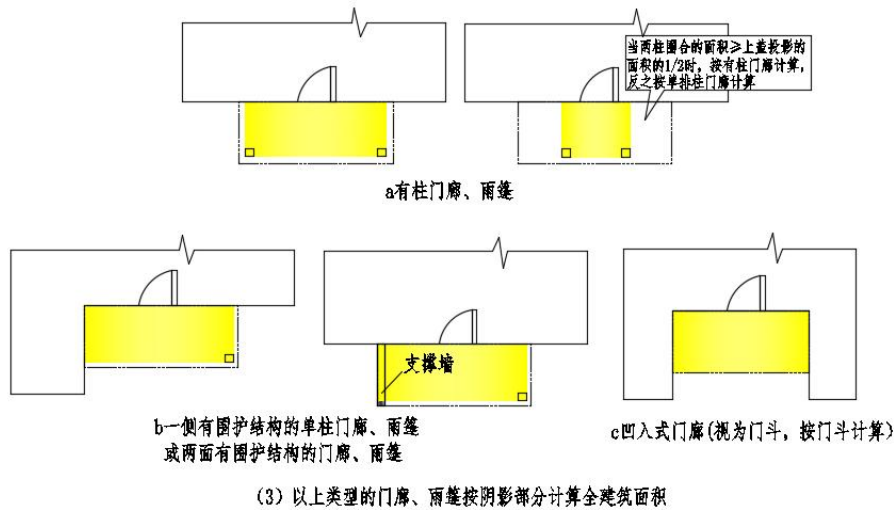 当两柱围合的面积≥上盖投影的
面积的1/2时，按有柱门廊计算，
反之按单排柱门廊计算
a有柱门廊、雨篷
支撑墙
b一侧有围护结构的单柱门廊、雨篷
或两面有围护结构的门廊、雨篷
c凹入式门廊(视为门斗，按门斗计算)
（3）以上类型的门廊、雨篷按阴影部分计算全建筑面积